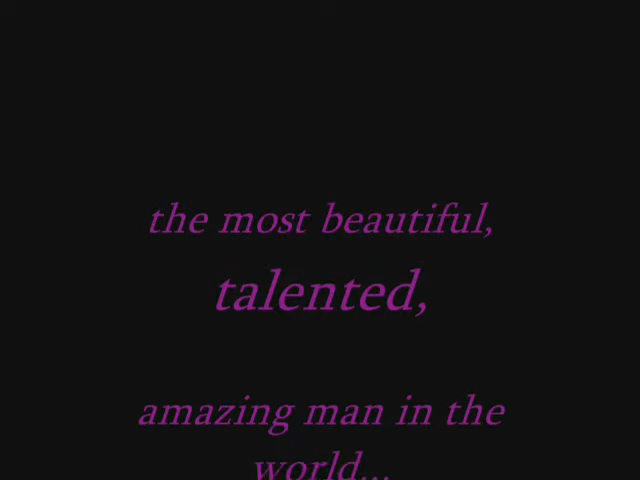 the most beautiful,
talented,
amazing man in the
world...